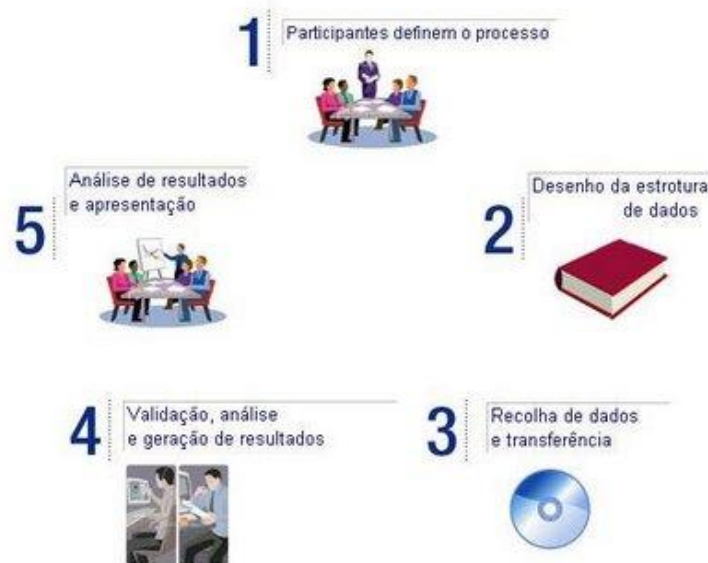 1
Participantes definem o processo
2
Desenho da estrotura
de dados
3
Recolha de dados
e transferência
4
Validação, análise
e geração de resultados
5
Análise de resultados
e apresentação